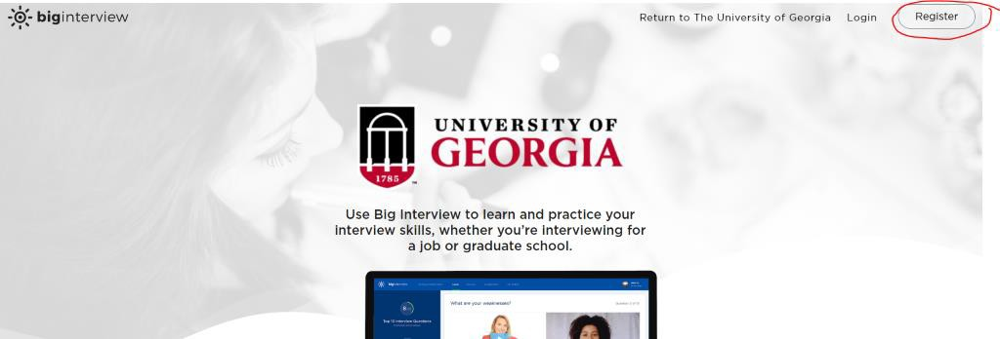 biginterview
Return to The University of Georgia
Login
Register
UNIVERSITY OF
GEORGIA
1785
TM
Use Big Interview to learn and practice your
interview skills, whether you’re interviewing for
a job or graduate school.
biginterview
What are your weaknesses?
Top 10 Interview Questions